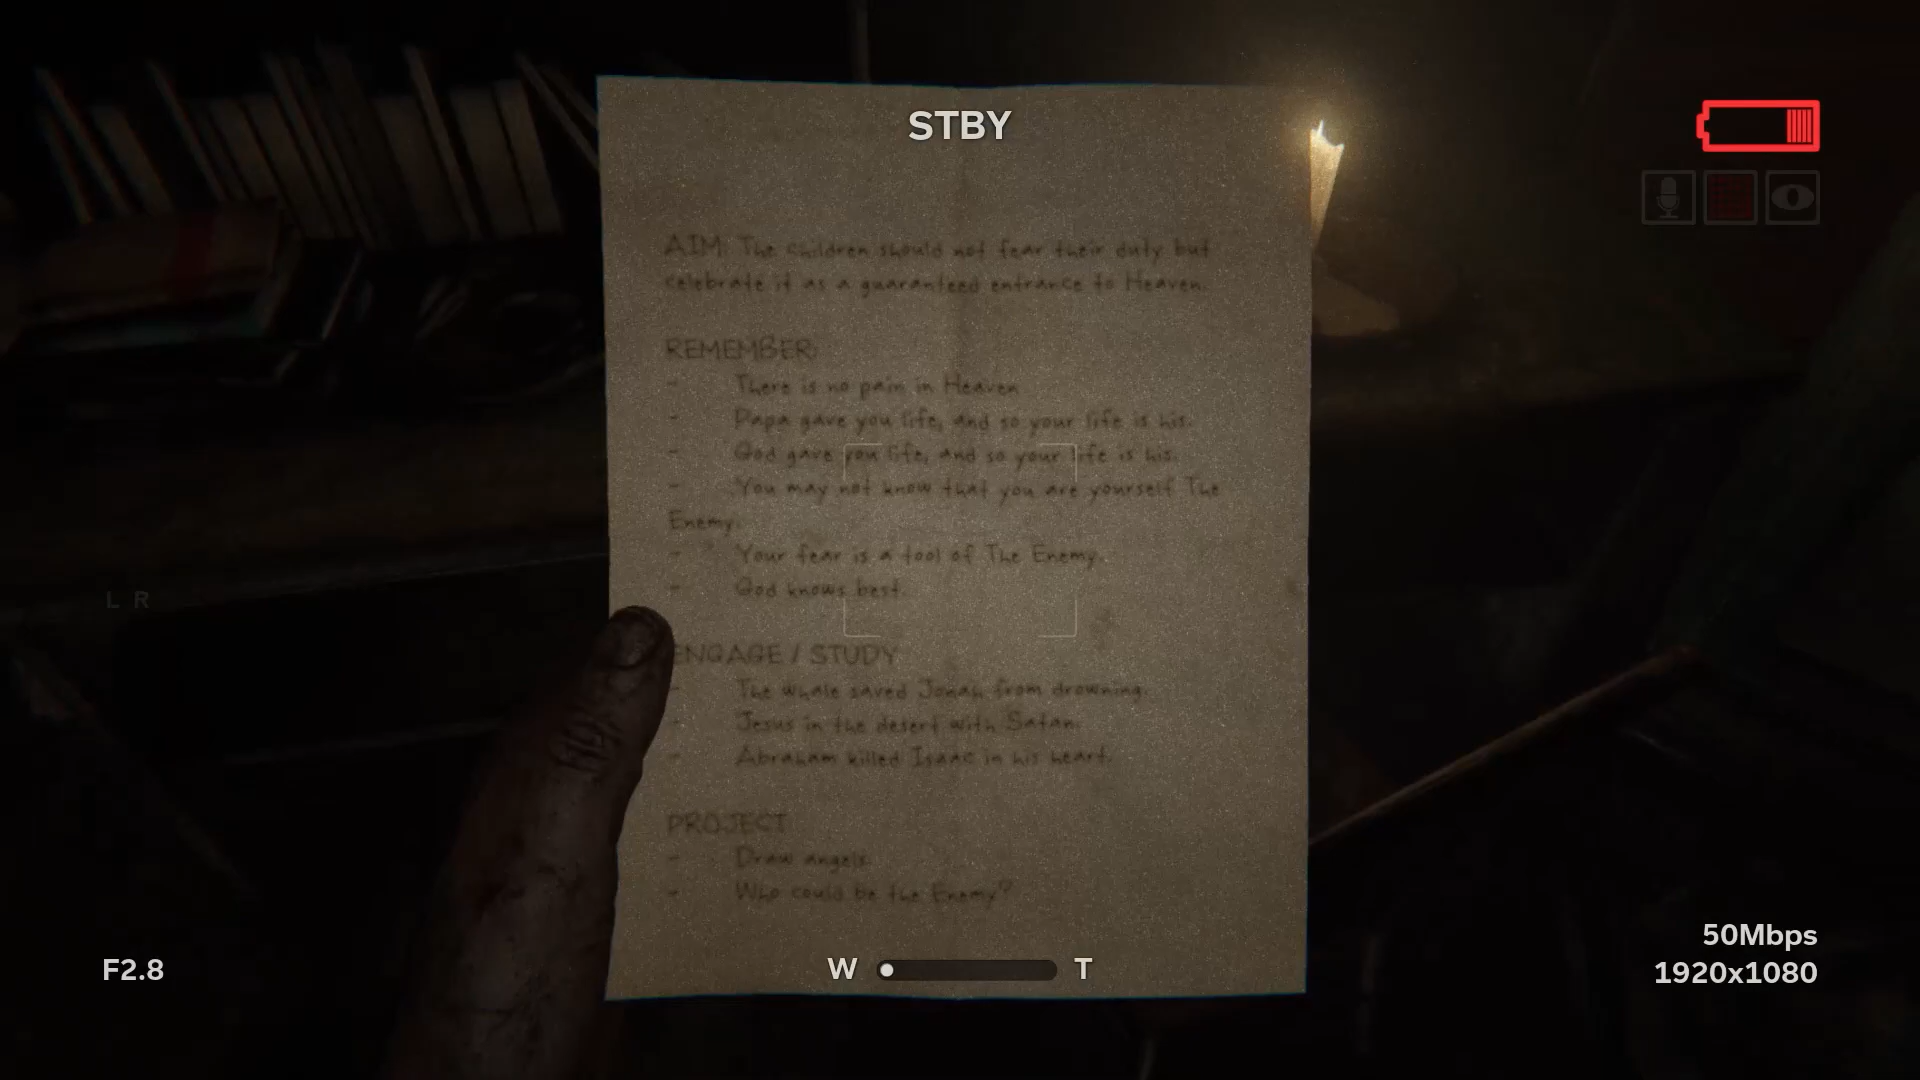 STBY
AIM: The children should not fear their duty but
celebrate it as a guaranteed entrance to Heaven.
REMEMBER:
- There is no pain in Heaven
- Papa gave you life, and so your life is his.
- God gave you life, and so your life is his.
- You may not know that you are yourself The
Enemy.
- Your fear is a tool of The Enemy.
- God knows best.
L R
ENGAGE / STUDY
- The whale saved Jonah from drowning.
- Jesus in the desert with Satan.
- Abraham killed Isaac in his heart.
PROJECT
- Draw angels.
- Who could be the Enemy?
F2.8
W T
50Mbps
1920x1080